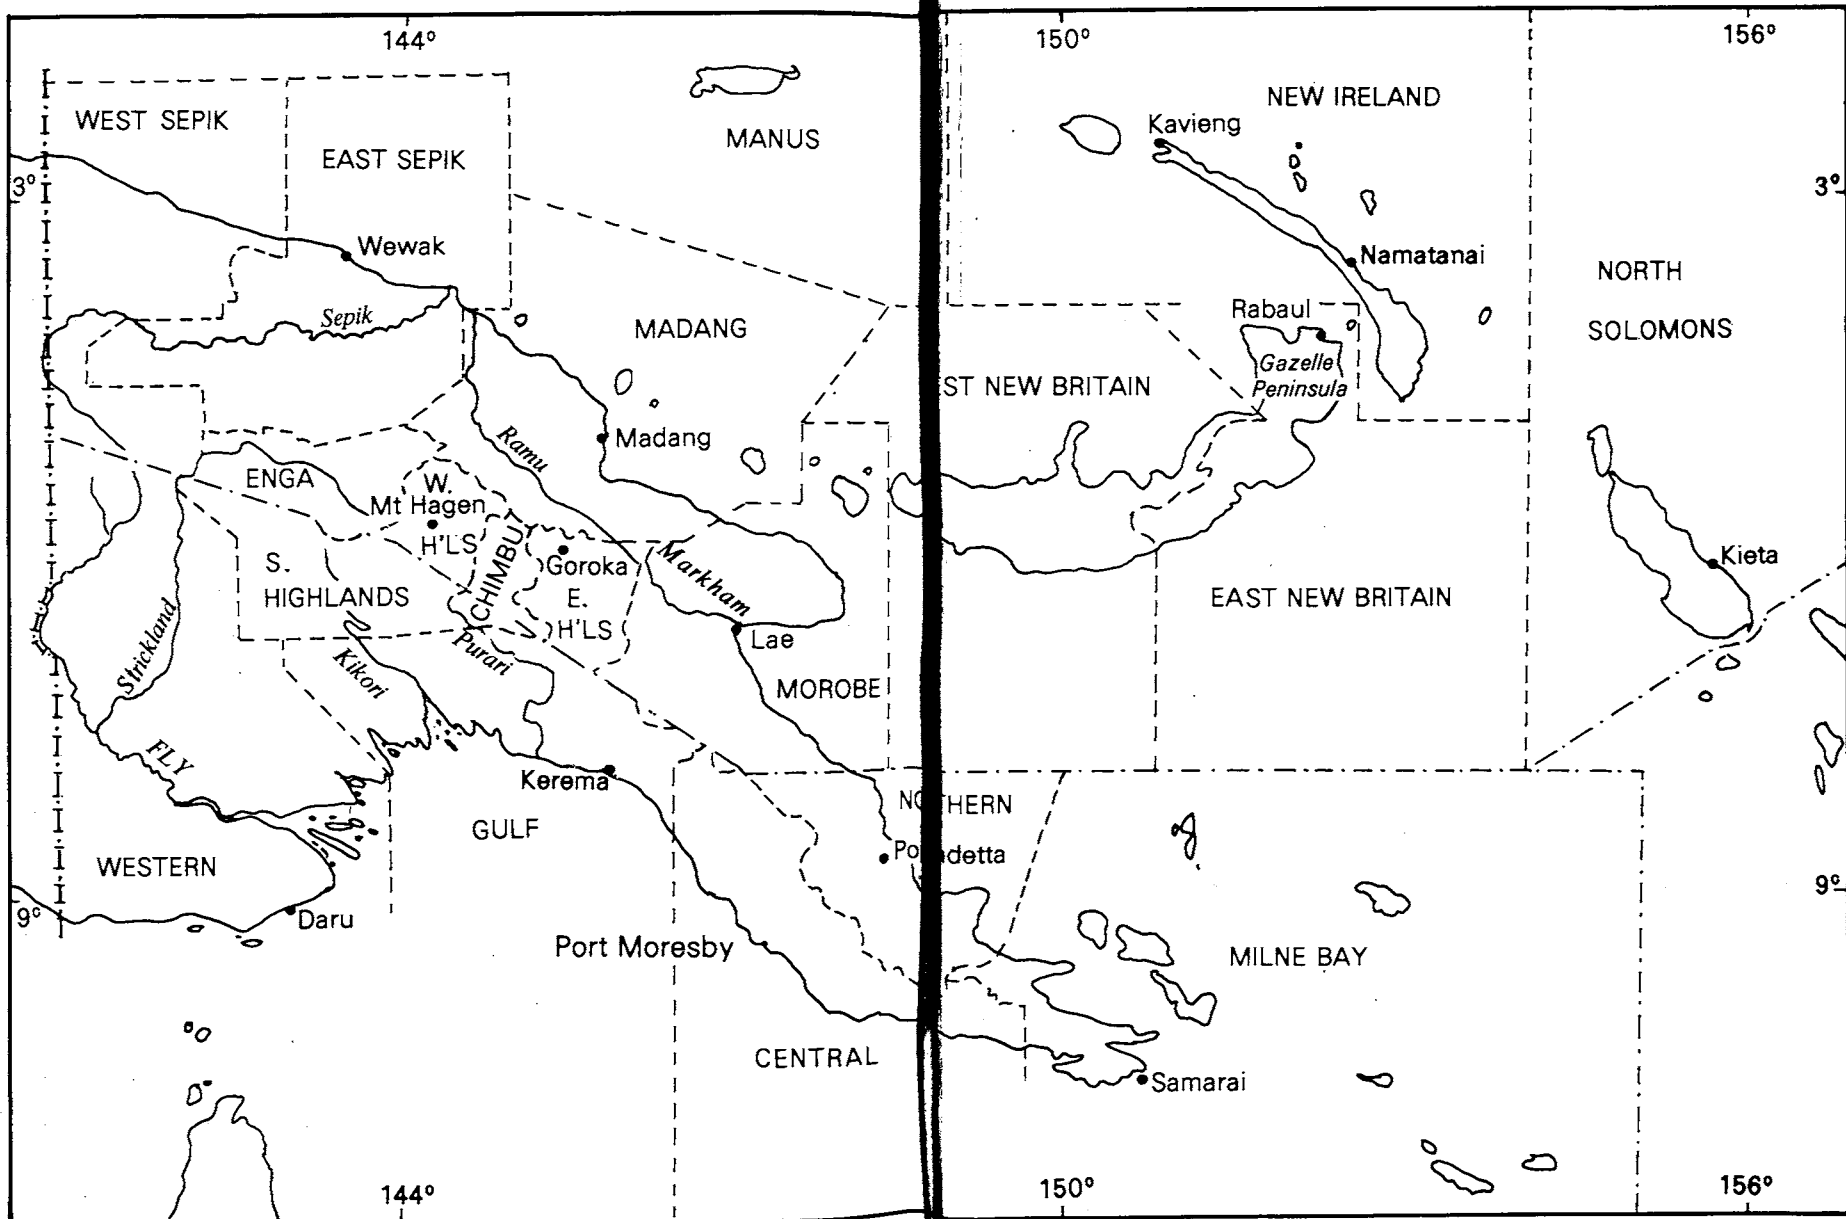 144°
150°
156°
WEST SEPIK
EAST SEPIK
MANUS
NEW IRELAND
Kavieng
3°
3°
Wewak
Namatanai
NORTH
SOLOMONS
Sepik
MADANG
Rabaul
Gazelle
Peninsula
ST NEW BRITAIN
Ramu
Madang
ENGA
W.
Mt Hagen
H'LS
CHIMBU
Goroka
E.
H'LS
Markham
S.
HIGHLANDS
Kieta
EAST NEW BRITAIN
Strickland
Kikori
Purari
Lae
MOROBE
FLY
Kerema
GULF
NO THERN
Po ndetta
WESTERN
9°
9°
Daru
Port Moresby
MILNE BAY
CENTRAL
Samarai
144°
150°
156°